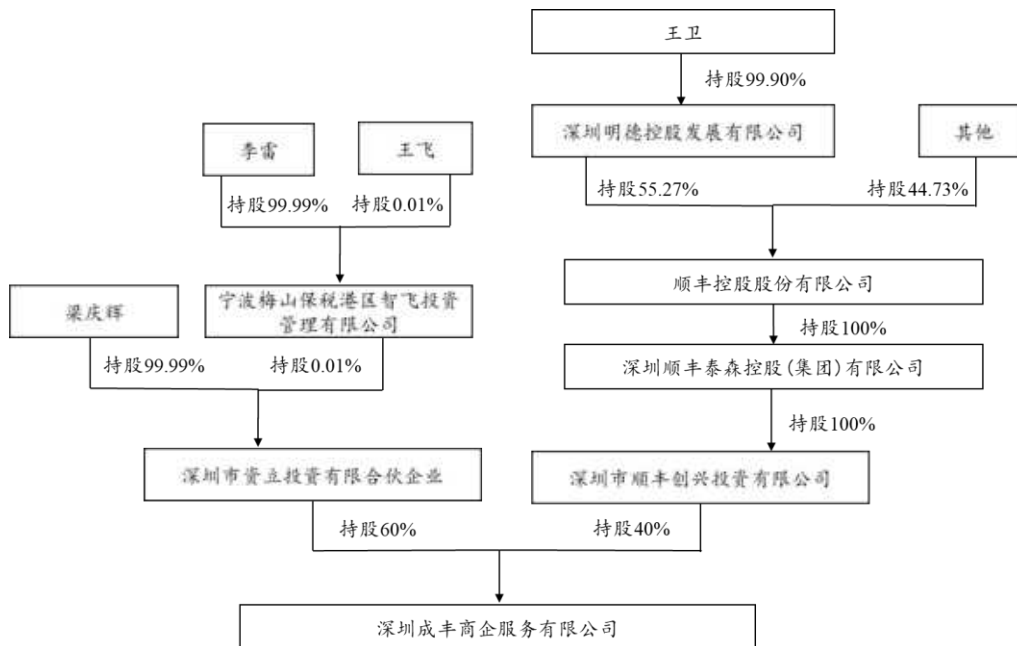 王卫
持股99.90%
深圳明德控股发展有限公司
其他
李雷
王飞
持股55.27%
持股44.73%
持股99.99%
持股0.01%
顺丰控股股份有限公司
梁庆辉
宁波梅山保税港区智飞投资
管理有限公司
持股100%
持股99.99%
持股0.01%
深圳顺丰泰森控股(集团)有限公司
持股100%
深圳市资立投资有限合伙企业
深圳市顺丰创兴投资有限公司
持股60%
持股40%
深圳成丰商企服务有限公司